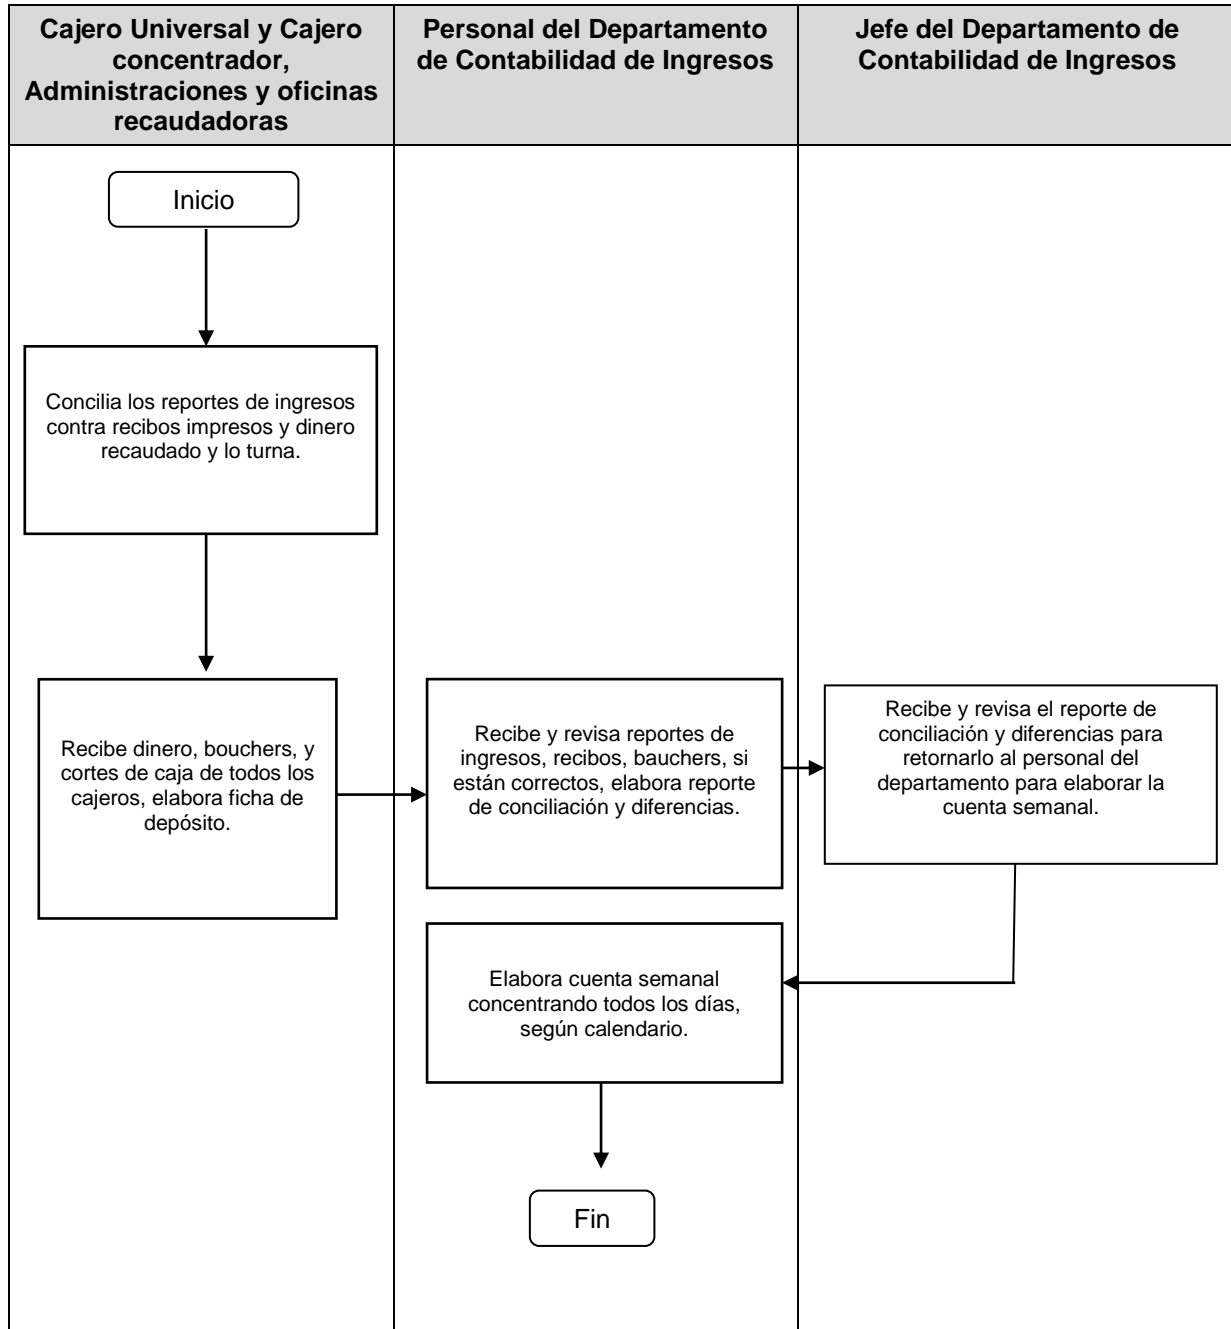 Cajero Universal y Cajero
concentrador,
Administraciones y oficinas
recaudadoras
Personal del Departamento
de Contabilidad de Ingresos
Jefe del Departamento de
Contabilidad de Ingresos
Inicio
Concilia los reportes de ingresos
contra recibos impresos y dinero
recaudado y lo turna.
Recibe dinero, bouchers, y
cortes de caja de todos los
cajeros, elabora ficha de
depósito.
Recibe y revisa reportes de
ingresos, recibos, bauchers, si
están correctos, elabora reporte
de conciliación y diferencias.
Recibe y revisa el reporte de
conciliación y diferencias para
retornarlo al personal del
departamento para elaborar la
cuenta semanal.
Elabora cuenta semanal
concentrando todos los días,
según calendario.
Fin